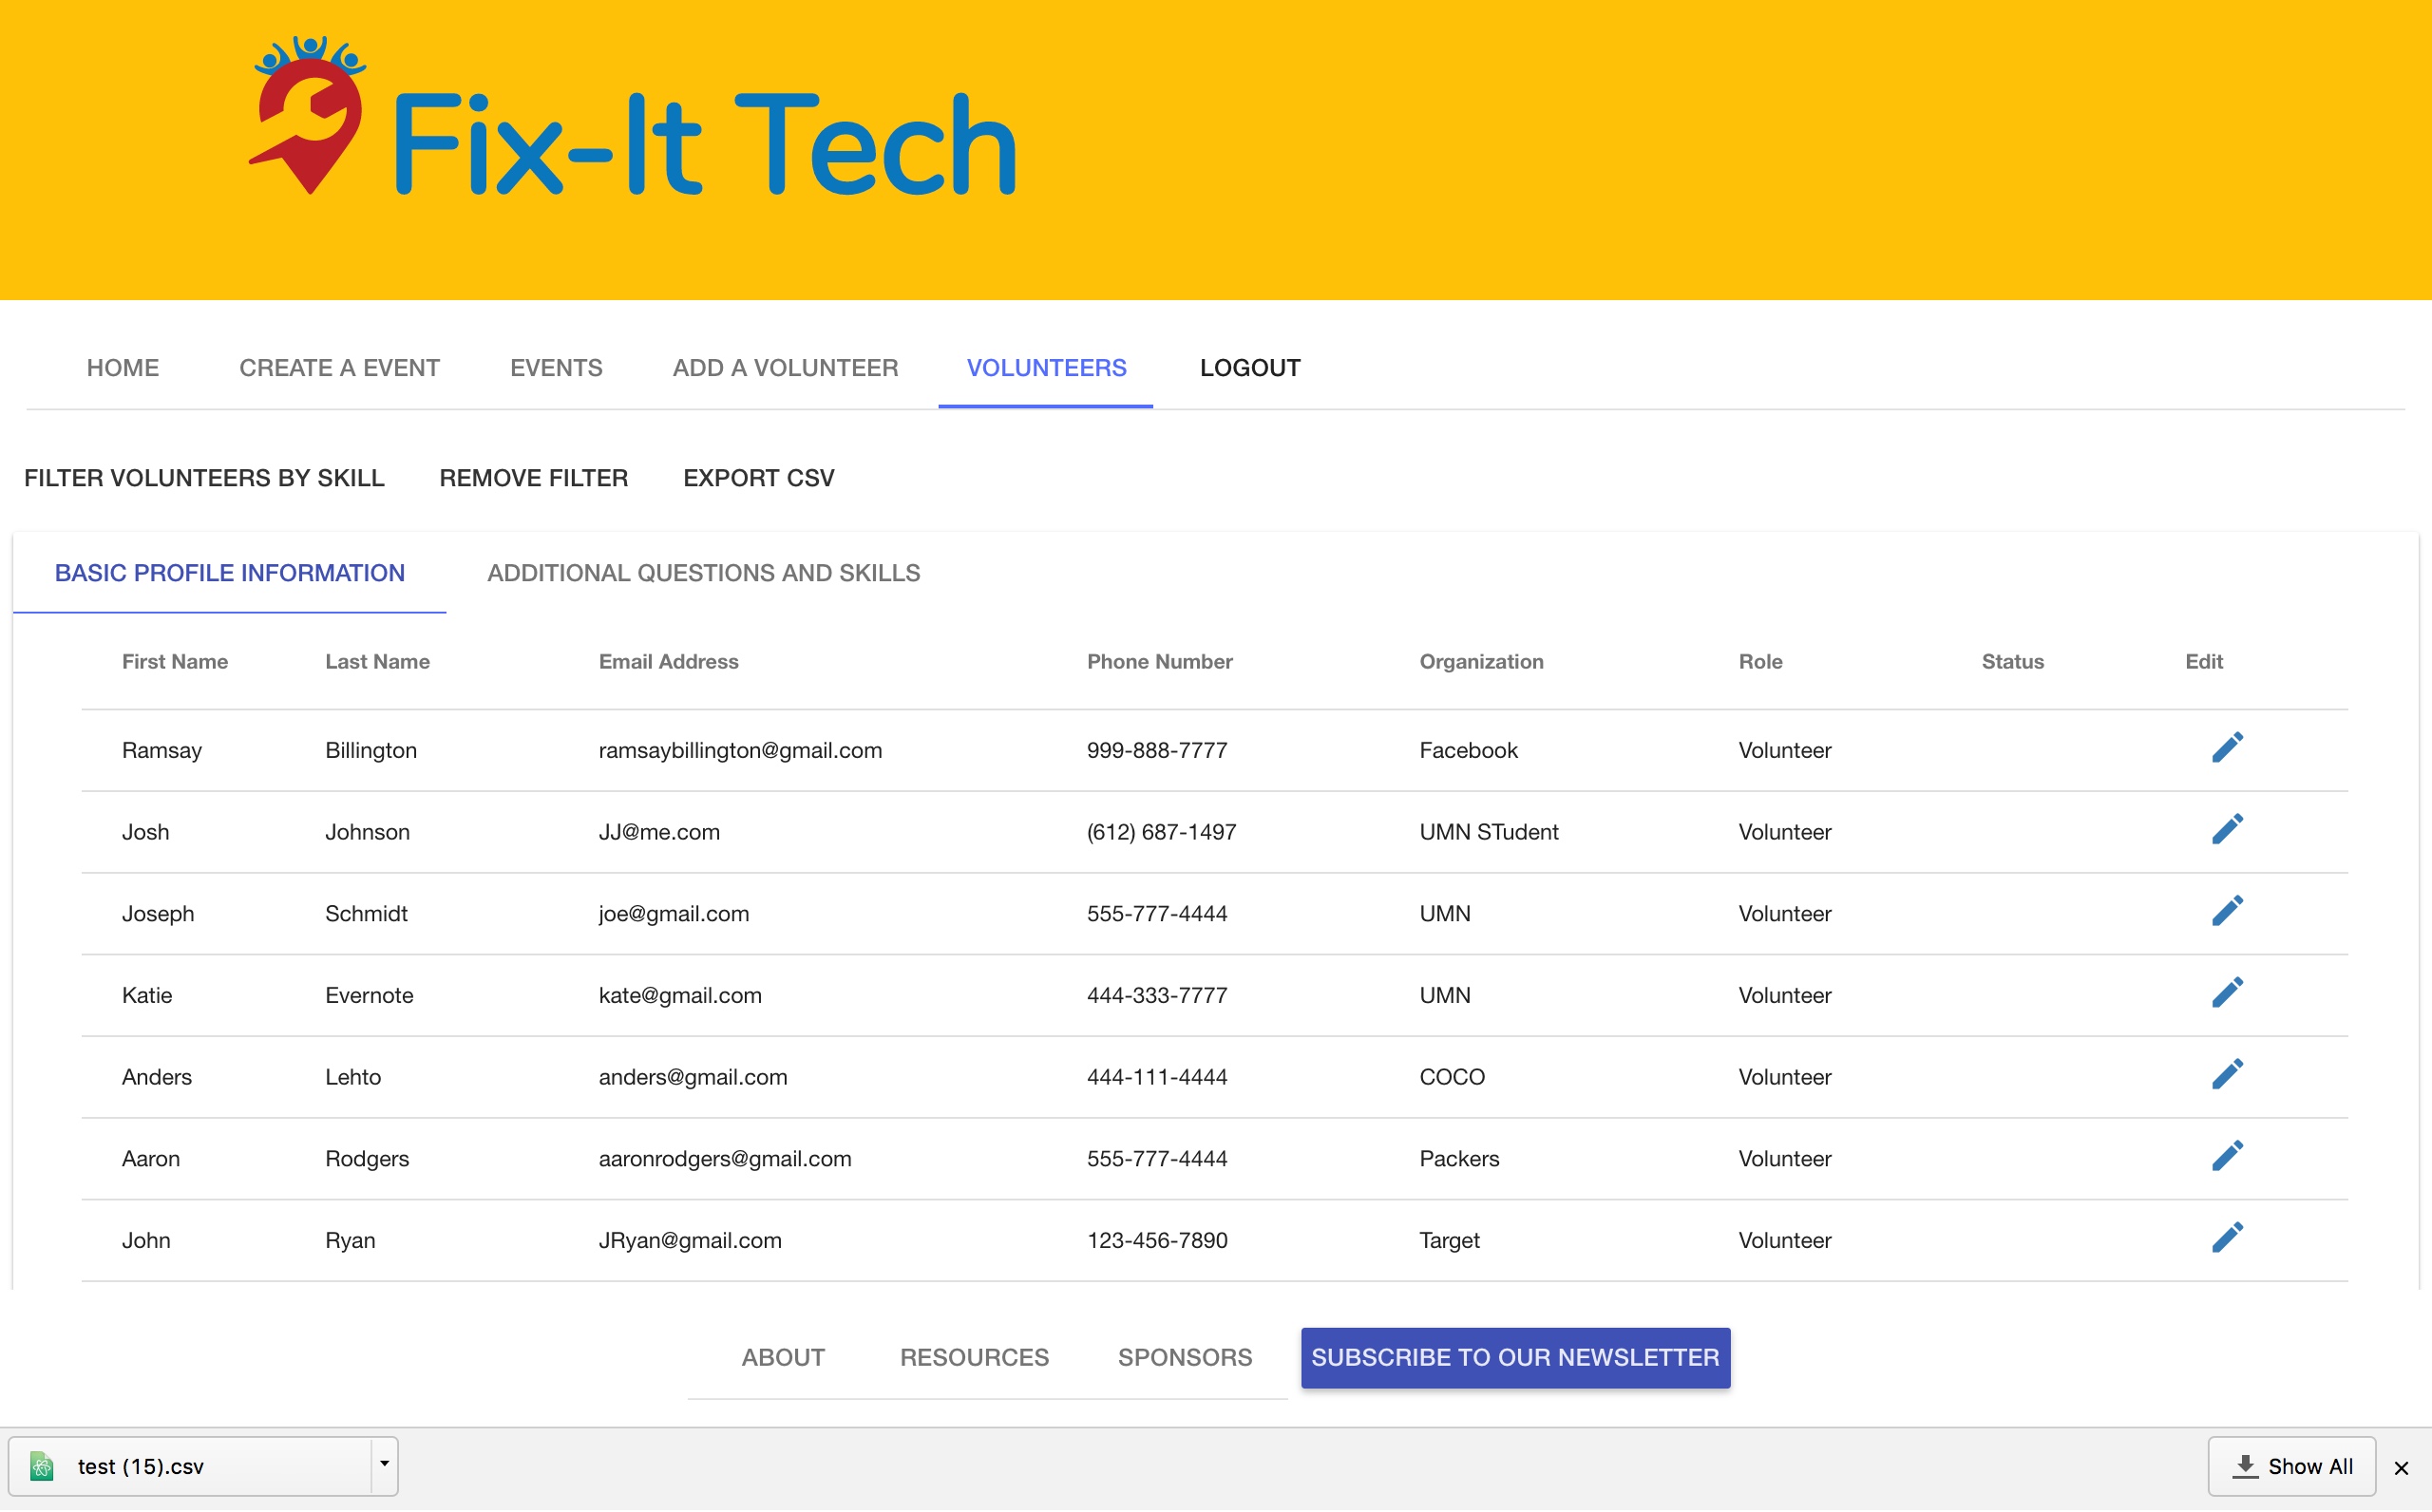 Fix-It Tech
HOME CREATE A EVENT EVENTS ADD A VOLUNTEER VOLUNTEERS LOGOUT
FILTER VOLUNTEERS BY SKILL REMOVE FILTER EXPORT CSV
BASIC PROFILE INFORMATION ADDITIONAL QUESTIONS AND SKILLS
First Name Last Name Email Address Phone Number Organization Role Status Edit
Ramsay Billington ramsaybillington@gmail.com 999-888-7777 Facebook Volunteer
Josh Johnson JJ@me.com (612) 687-1497 UMN STudent Volunteer
Joseph Schmidt joe@gmail.com 555-777-4444 UMN Volunteer
Katie Evernote kate@gmail.com 444-333-7777 UMN Volunteer
Anders Lehto anders@gmail.com 444-111-4444 COCO Volunteer
Aaron Rodgers aaronrodgers@gmail.com 555-777-4444 Packers Volunteer
John Ryan JRyan@gmail.com 123-456-7890 Target Volunteer
ABOUT RESOURCES SPONSORS SUBSCRIBE TO OUR NEWSLETTER
test (15).csv Show All